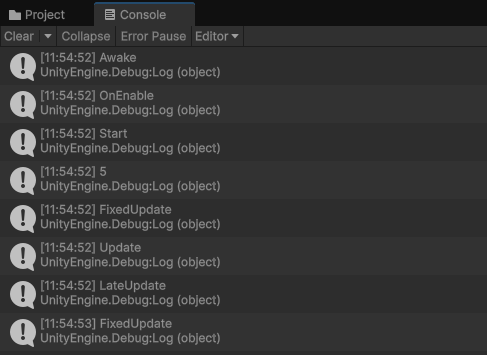 Project
Console
Clear
Collapse
Error Pause
Editor
[11:54:52] Awake
UnityEngine.Debug:Log (object)
[11:54:52] OnEnable
UnityEngine.Debug:Log (object)
[11:54:52] Start
UnityEngine.Debug:Log (object)
[11:54:52] 5
UnityEngine.Debug:Log (object)
[11:54:52] FixedUpdate
UnityEngine.Debug:Log (object)
[11:54:52] Update
UnityEngine.Debug:Log (object)
[11:54:52] LateUpdate
UnityEngine.Debug:Log (object)
[11:54:53] FixedUpdate
UnityEngine.Debug:Log (object)